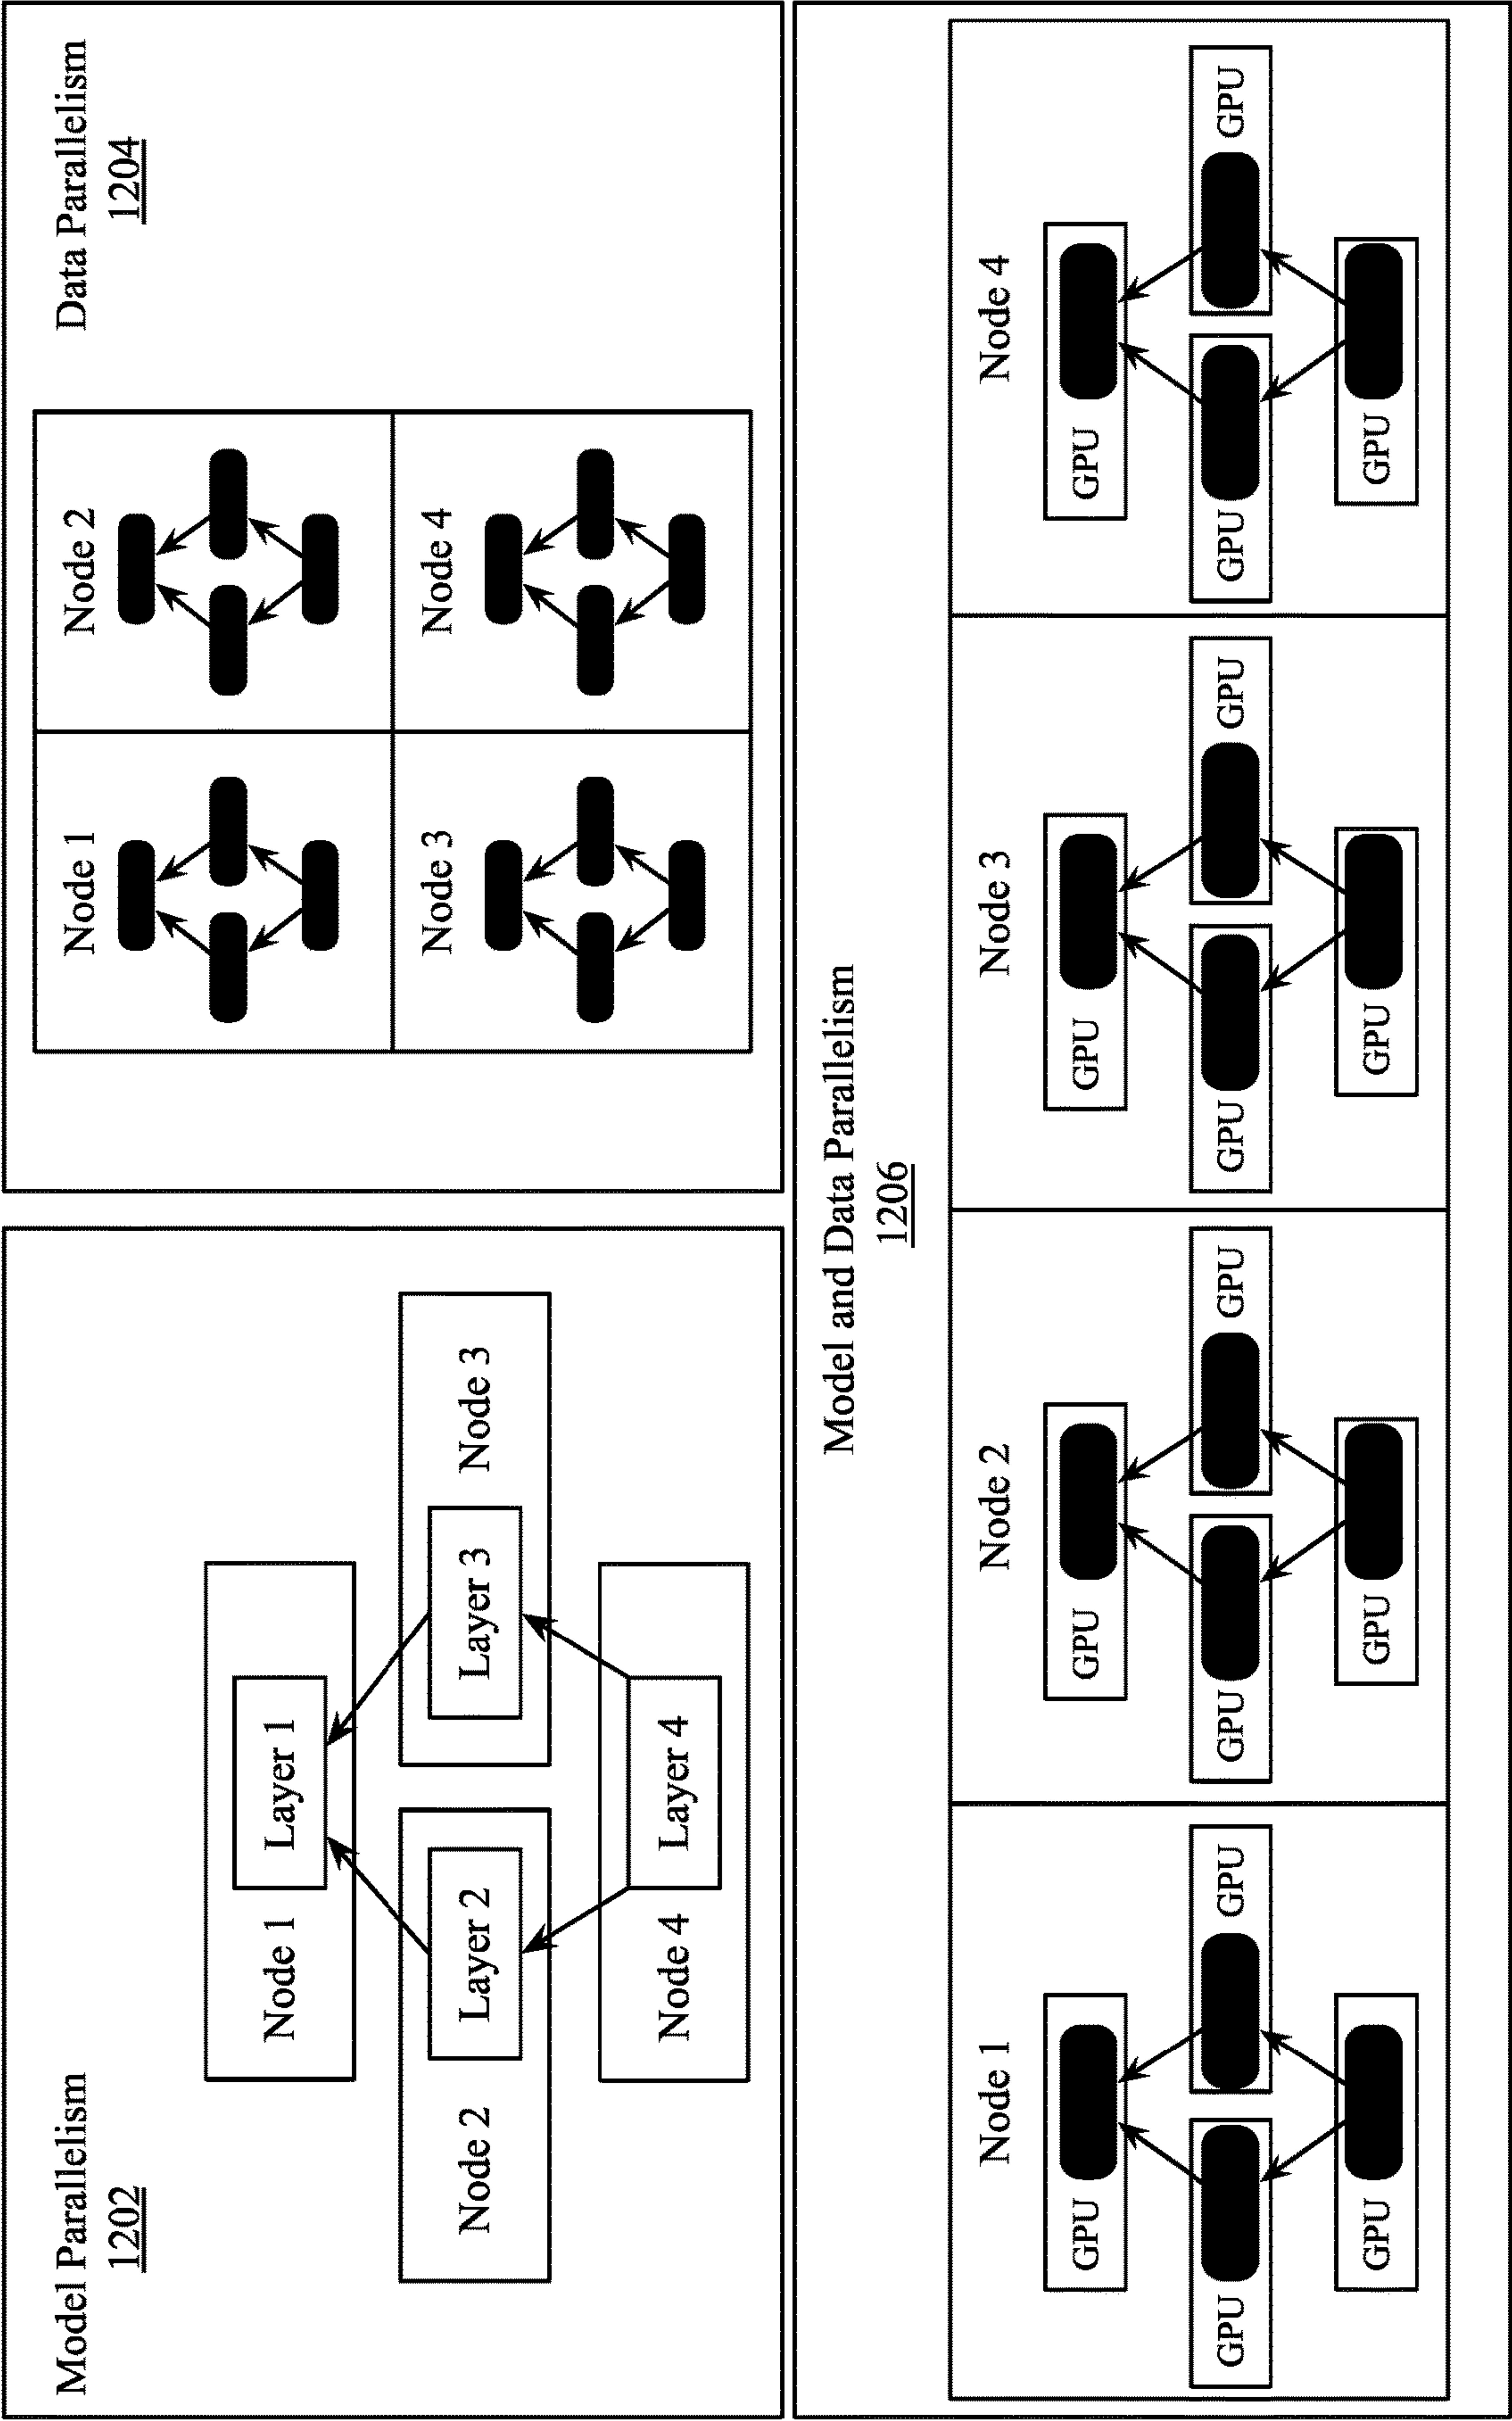 Model Parallelism
1202
Node 1
Layer 1
Node 2
Layer 2
Layer 3
Node 3
Node 4
Layer 4
Data Parallelism
1204
Node 1
Node 2
Node 3
Node 4
Model and Data Parallelism
1206
Node 1
GPU
GPU
GPU
GPU
Node 2
GPU
GPU
GPU
GPU
Node 3
GPU
GPU
GPU
GPU
Node 4
GPU
GPU
GPU
GPU